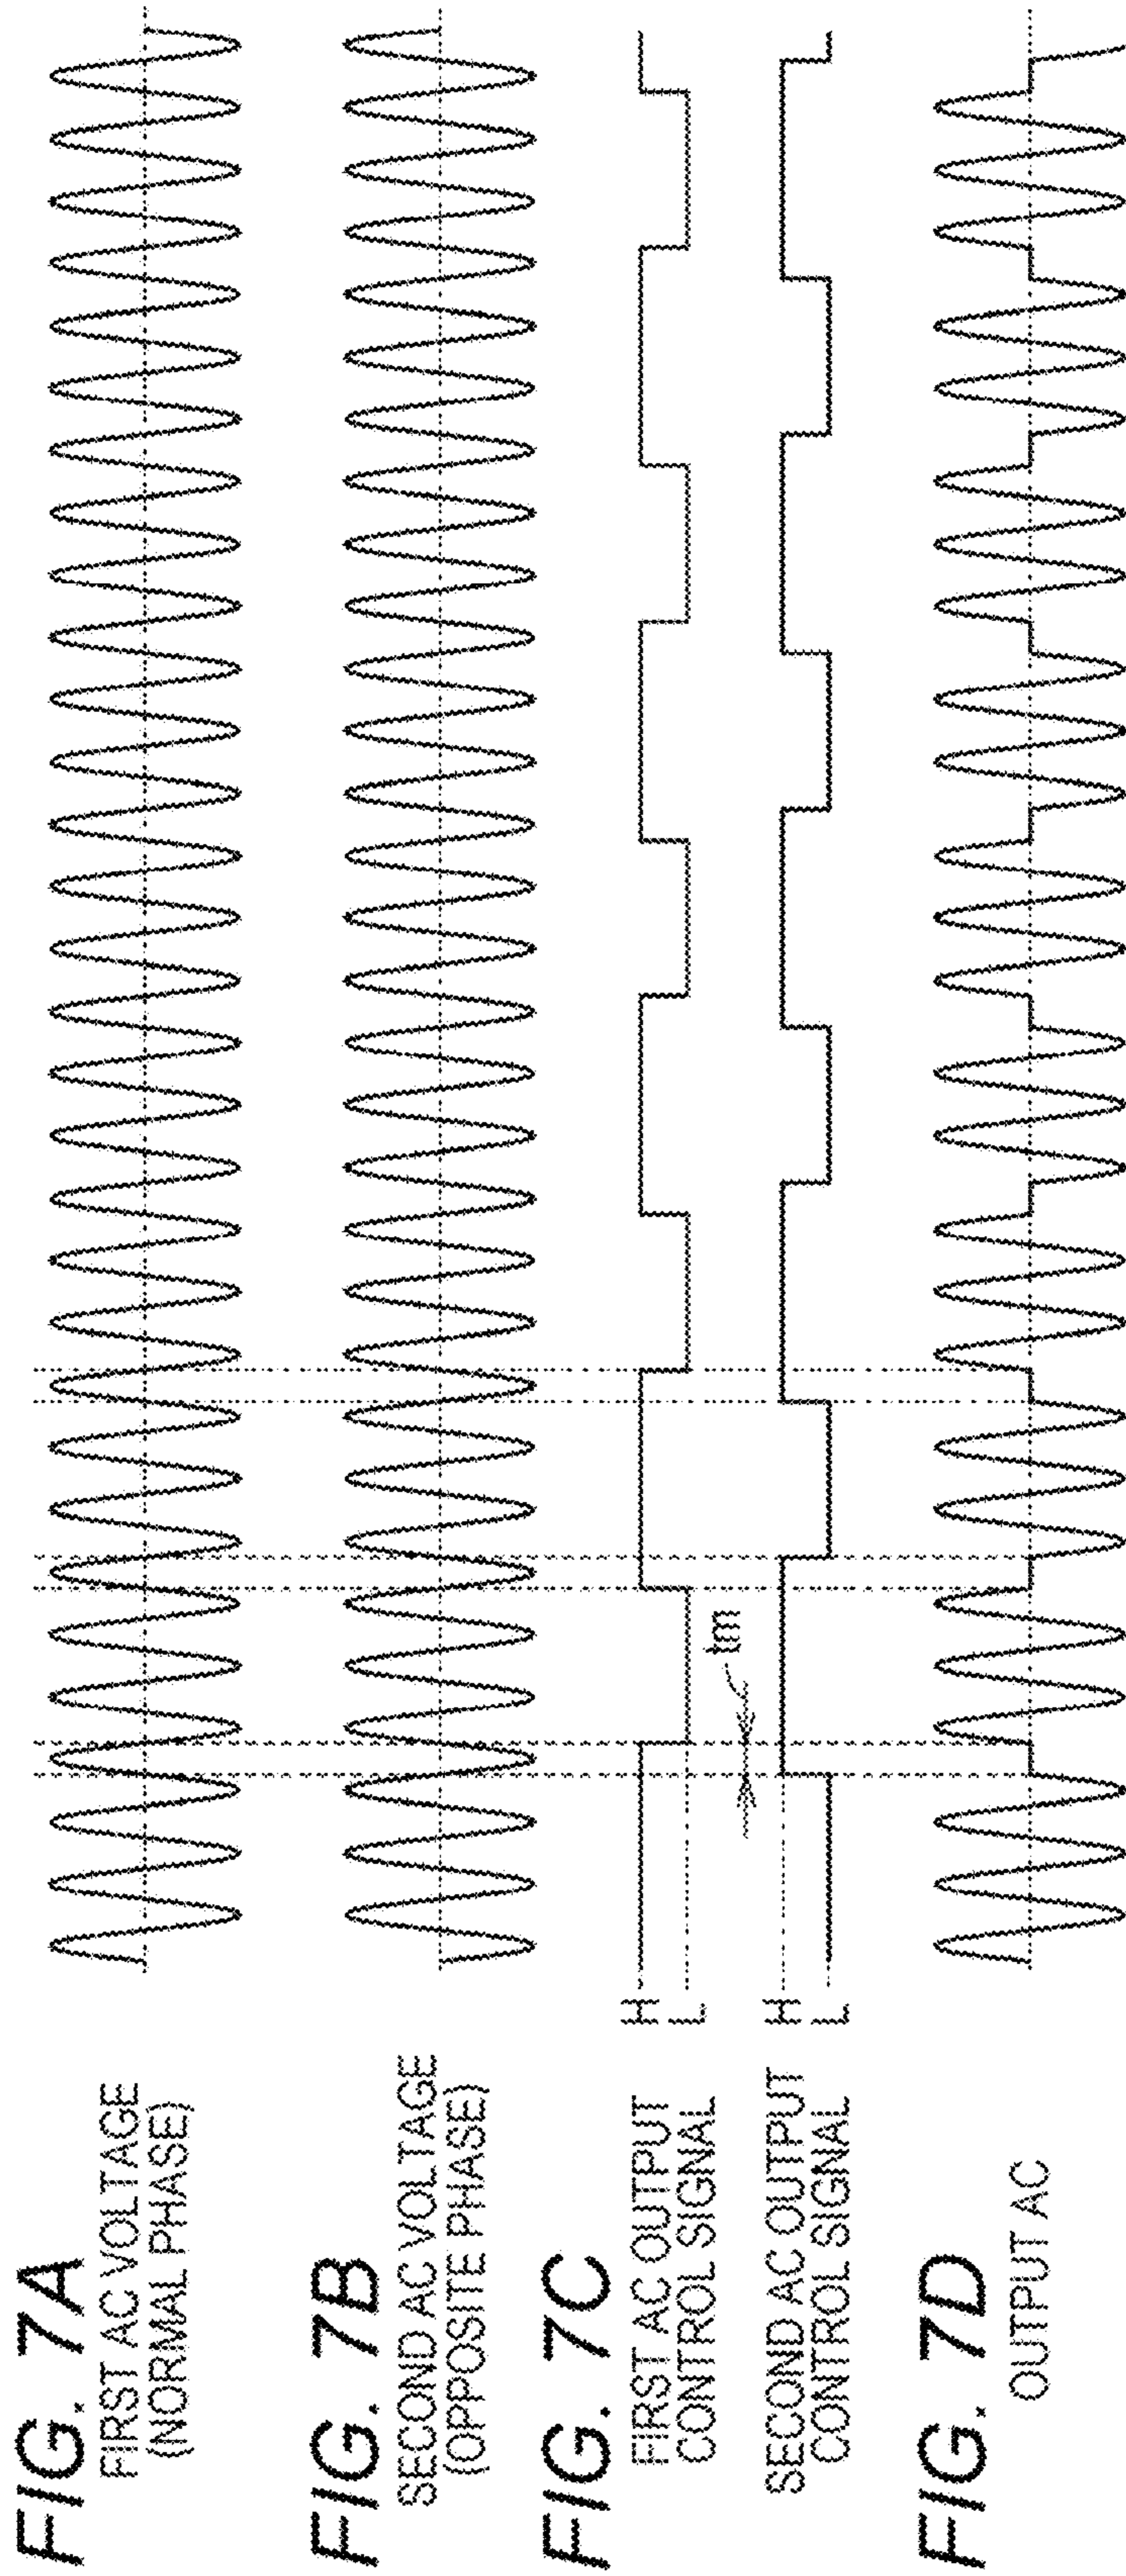 FIG. 7A
FIRST AC VOLTAGE
(NORMAL PHASE)
FIG. 7B
SECOND AC VOLTAGE
(OPPOSITE PHASE)
FIG. 7C
FIRST AC OUTPUT
CONTROL SIGNAL
H
L
tm
SECOND AC OUTPUT
CONTROL SIGNAL
H
L
FIG. 7D
OUTPUT AC